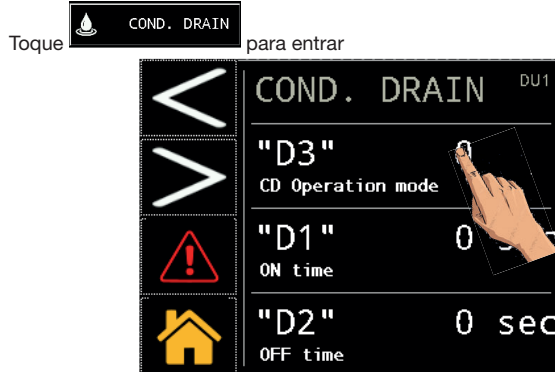 Toque COND. DRAIN para entrar
COND. DRAIN DU1
"D3" 0
CD Operation mode
"D1" 0
ON time
"D2" 0 sec
OFF time